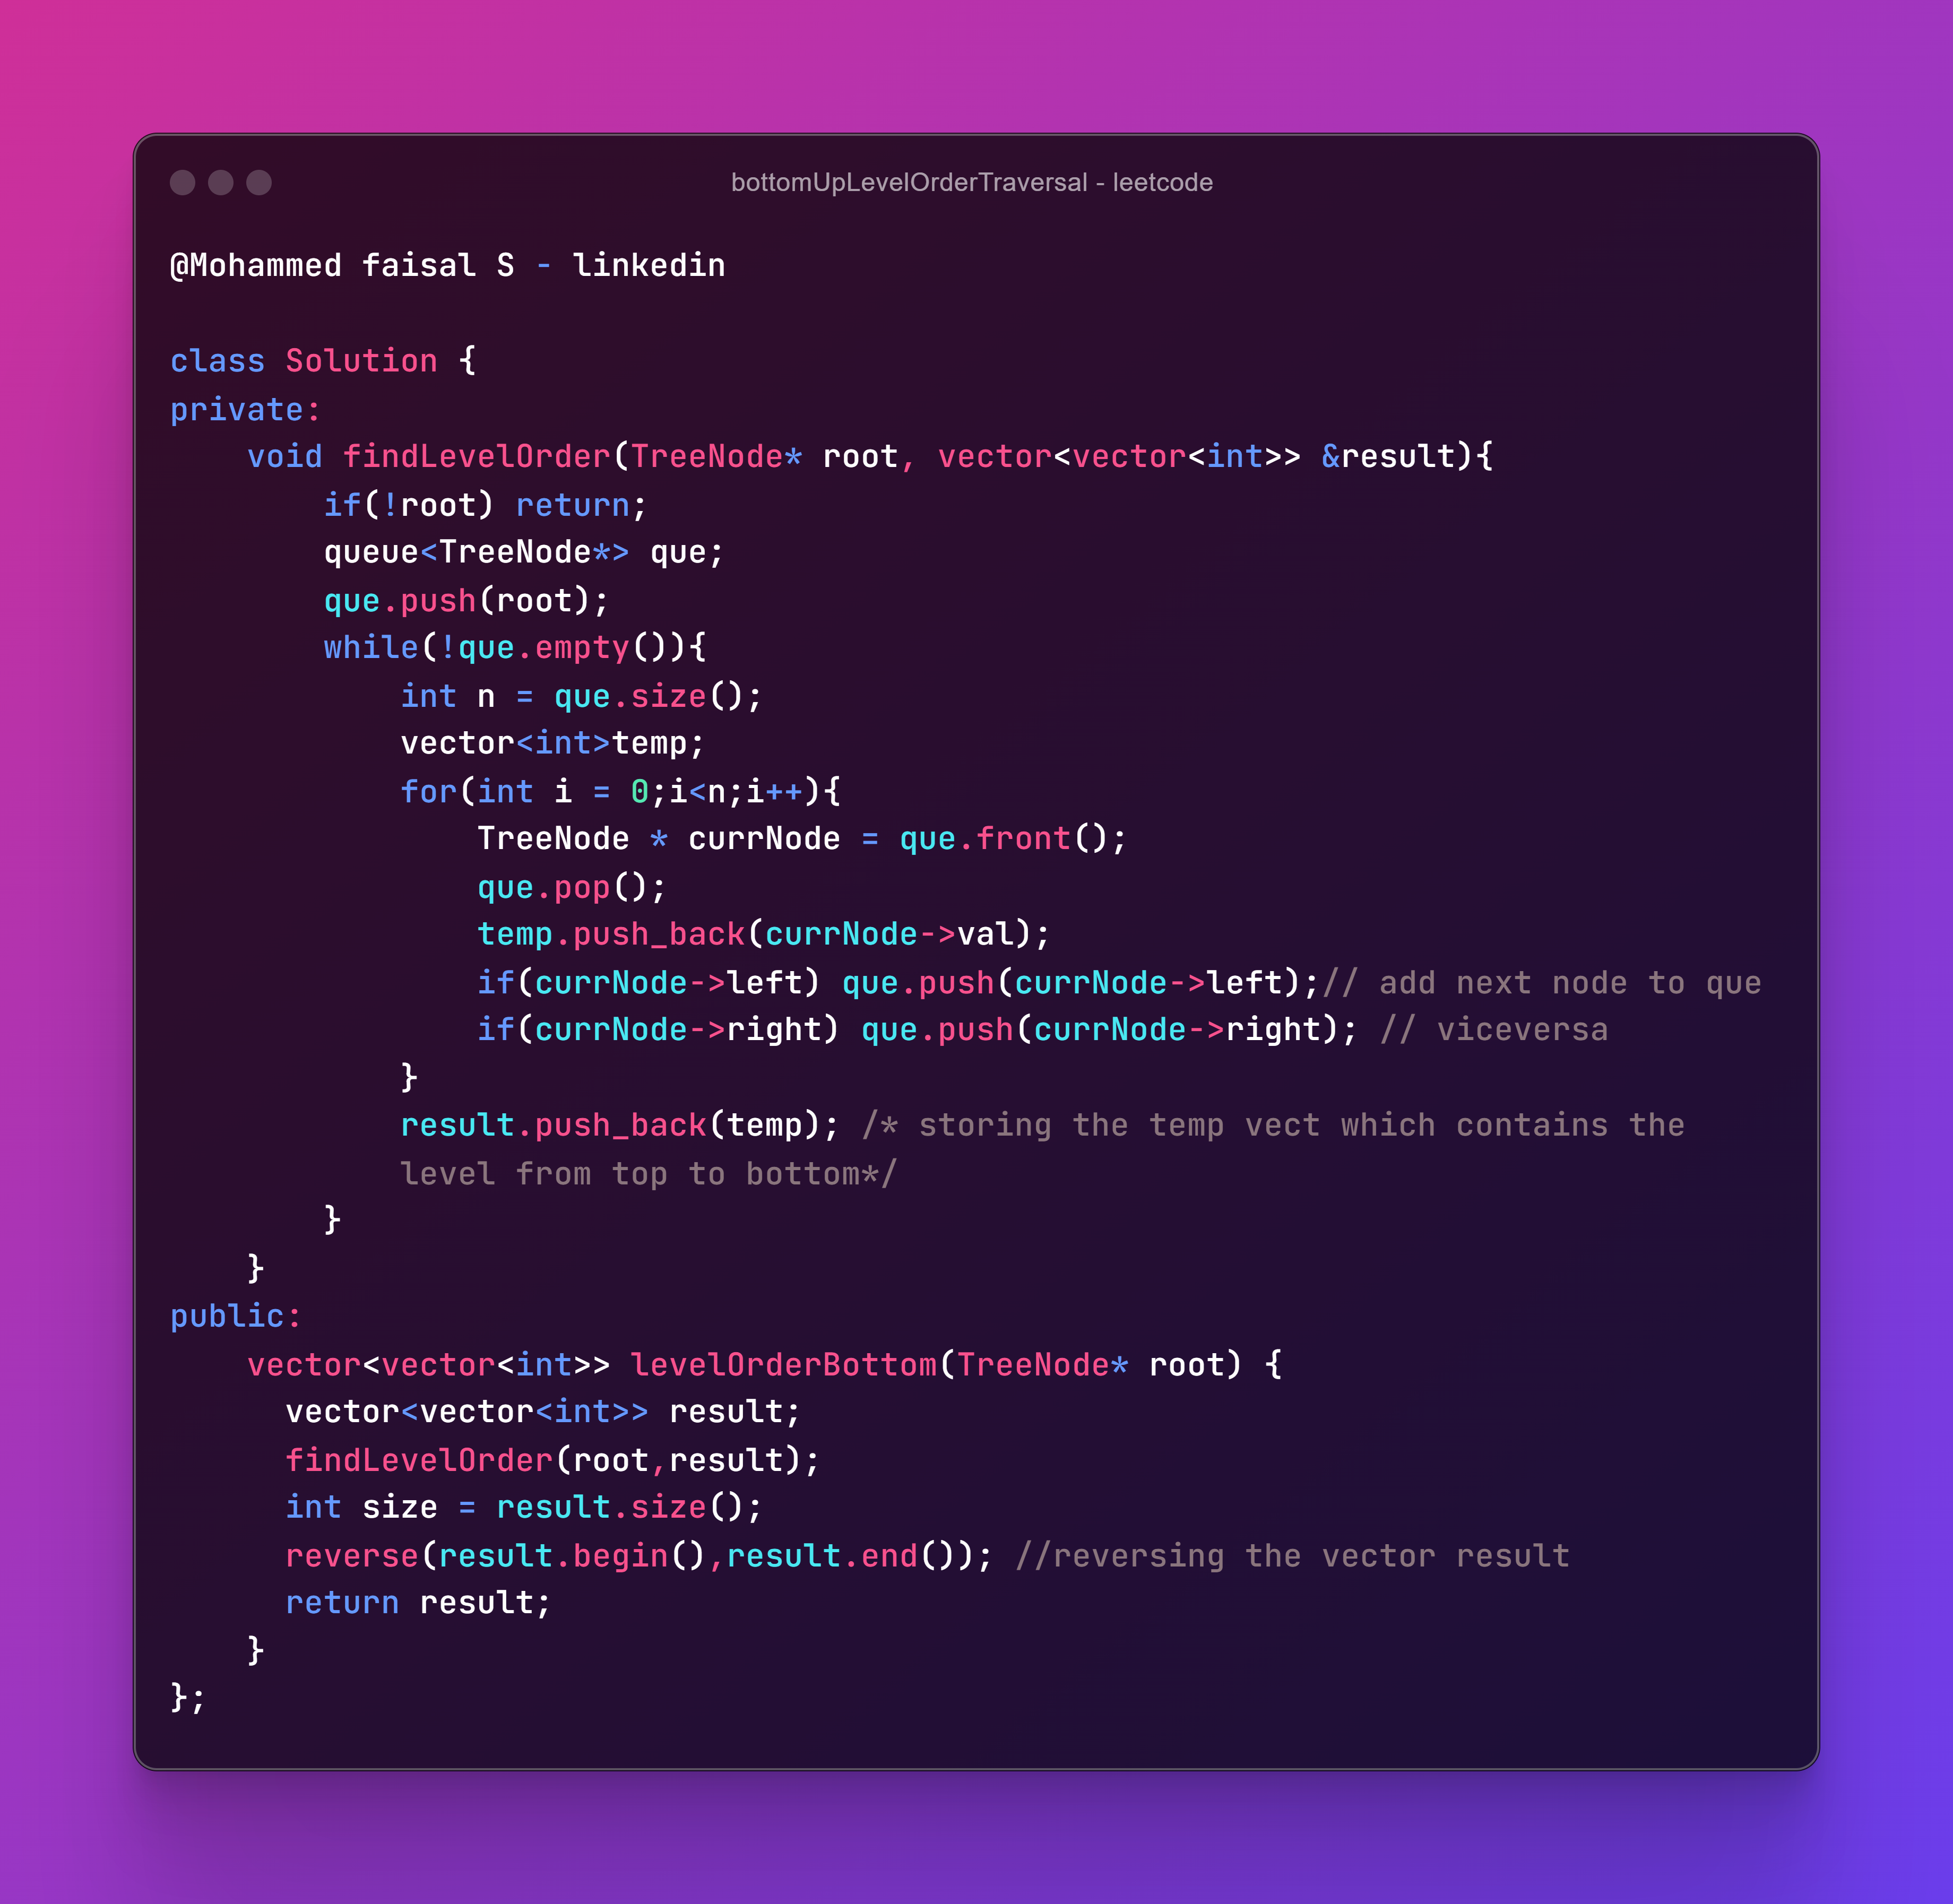 bottomUpLevelOrderTraversal - leetcode
@Mohammed faisal S - linkedin
class Solution {
private:
    void findLevelOrder(TreeNode* root, vector<vector<int>> &result){
        if(!root) return;
        queue<TreeNode*> que;
        que.push(root);
        while(!que.empty()){
            int n = que.size();
            vector<int>temp;
            for(int i = 0;i<n;i++){
                TreeNode * currNode = que.front();
                que.pop();
                temp.push_back(currNode->val);
                if(currNode->left) que.push(currNode->left);// add next node to que
                if(currNode->right) que.push(currNode->right); // viceversa
            }
            result.push_back(temp); /* storing the temp vect which contains the
            level from top to bottom*/
        }
    }
public:
    vector<vector<int>> levelOrderBottom(TreeNode* root) {
      vector<vector<int>> result;
      findLevelOrder(root,result);
      int size = result.size();
      reverse(result.begin(),result.end()); //reversing the vector result
      return result;
    }
};